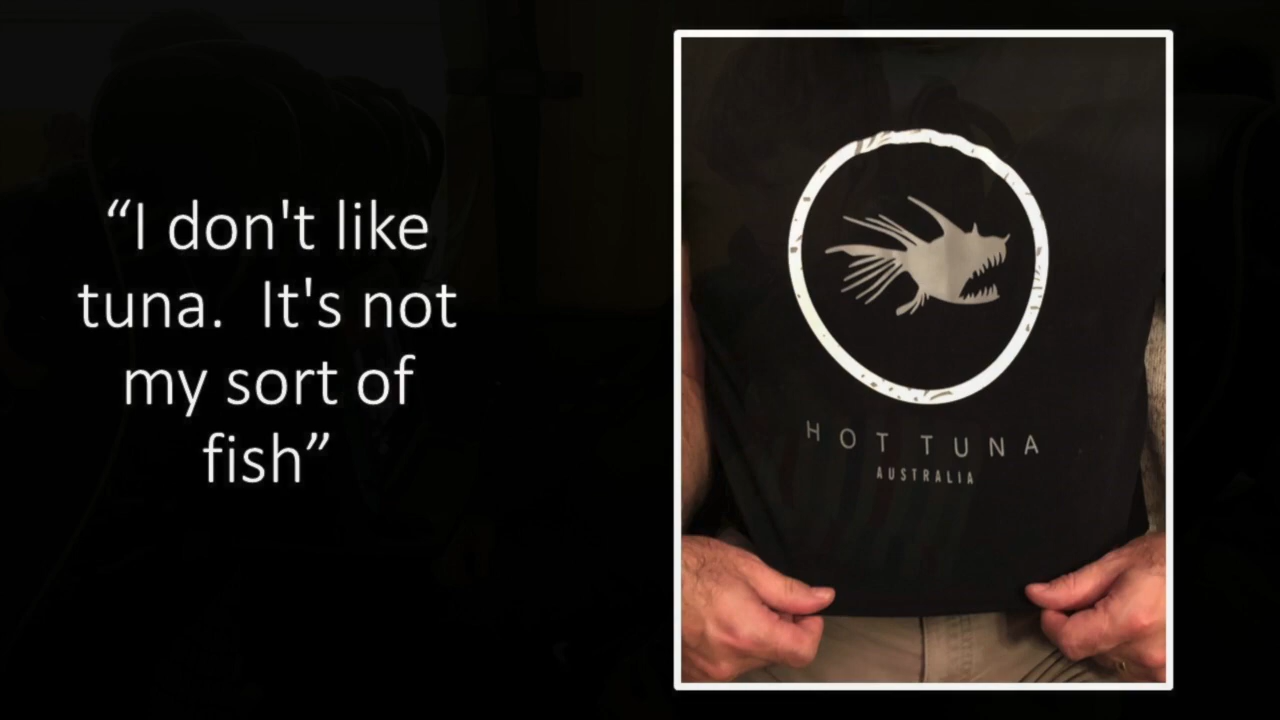 “I don't like
tuna.  It's not
my sort of
fish”
HOT TUNA
AUSTRALIA